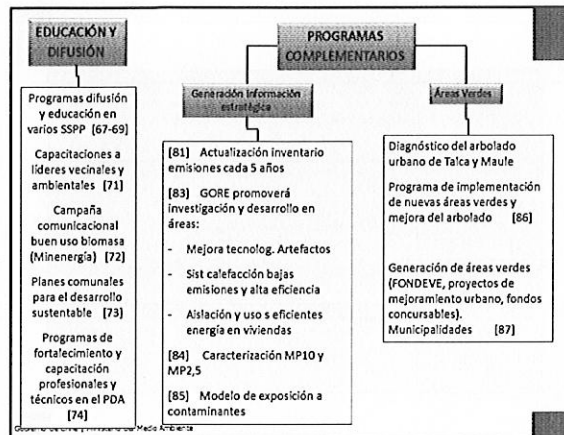 EDUCACIÓN Y
DIFUSIÓN
Programas difusión
y educación en
varios SSPP [67-69]
Capacitaciones a
líderes vecinales y
ambientales [71]
Campaña
comunicacional
buen uso biomasa
(Minenergía) [72]
Planes comunales
para el desarrollo
sustentable [73]
Programas de
fortalecimiento y
capacitación
profesionales y
técnicos en el PDA
[74]
PROGRAMAS
COMPLEMENTARIOS
Generación información
estratégica
[81] Actualización inventario
emisiones cada 5 años
[83] GORE promoverá
investigación y desarrollo en
áreas:
- Mejora tecnolog. Artefactos
- Sist calefacción bajas
emisiones y alta eficiencia
- Aislación y uso s eficientes
energía en viviendas
[84] Caracterización MP10 y
MP2,5
[85] Modelo de exposición a
contaminantes
Áreas Verdes
Diagnóstico del arbolado
urbano de Talca y Maule
Programa de implementación
de nuevas áreas verdes y
mejora del arbolado [86]
Generación de áreas verdes
(FONDEVE, proyectos de
mejoramiento urbano, fondos
concursables).
Municipalidades [87]
Gobierno de Chile / Ministerio del Medio Ambiente